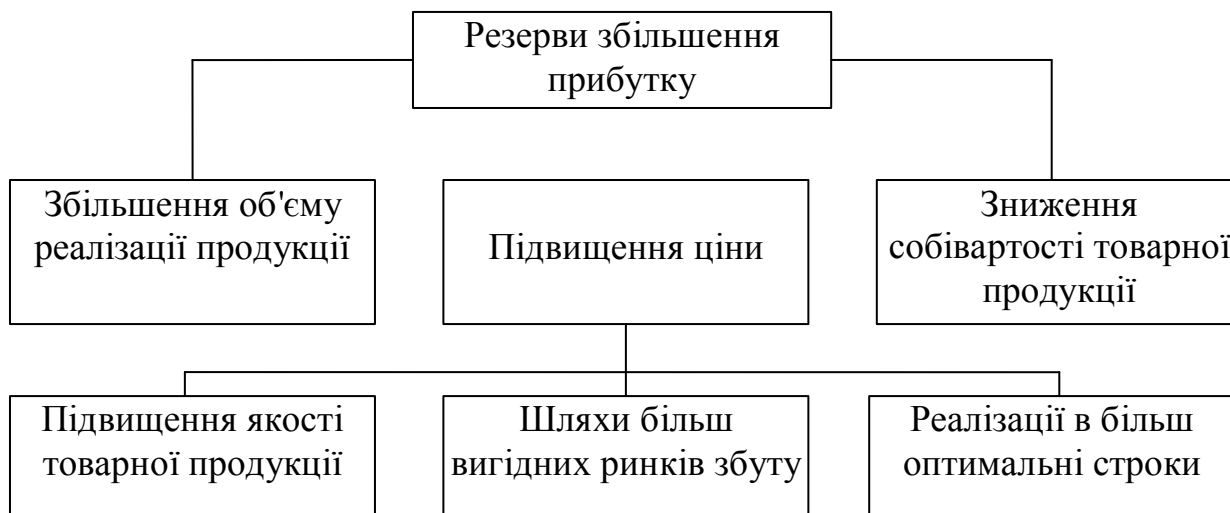 Резерви збільшення
прибутку
Збільшення об'єму
реалізації продукції
Підвищення ціни
Зниження
собівартості товарної
продукції
Підвищення якості
товарної продукції
Шляхи більш
вигідних ринків збуту
Реалізації в більш
оптимальні строки